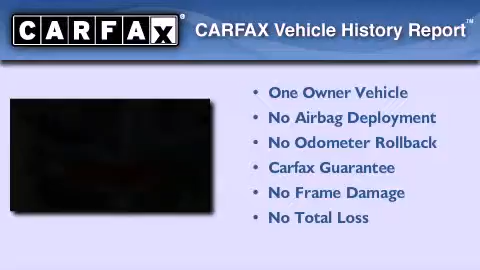 CARFAX® CARFAX Vehicle History Report™
• One Owner Vehicle
• No Airbag Deployment
• No Odometer Rollback
• Carfax Guarantee
• No Frame Damage
• No Total Loss